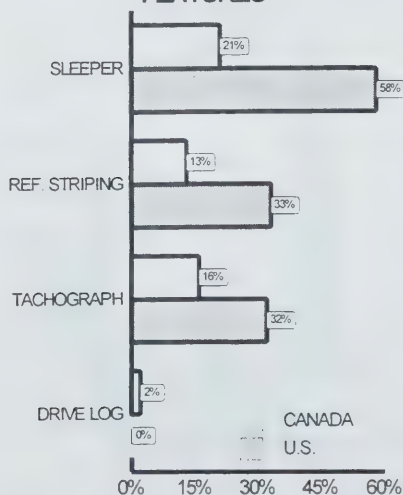 FEATURES
21%
SLEEPER
58%
13%
REF. STRIPING
33%
16%
TACHOGRAPH
32%
2%
DRIVE LOG
0%
CANADA
U.S.
0% 15% 30% 45% 60%